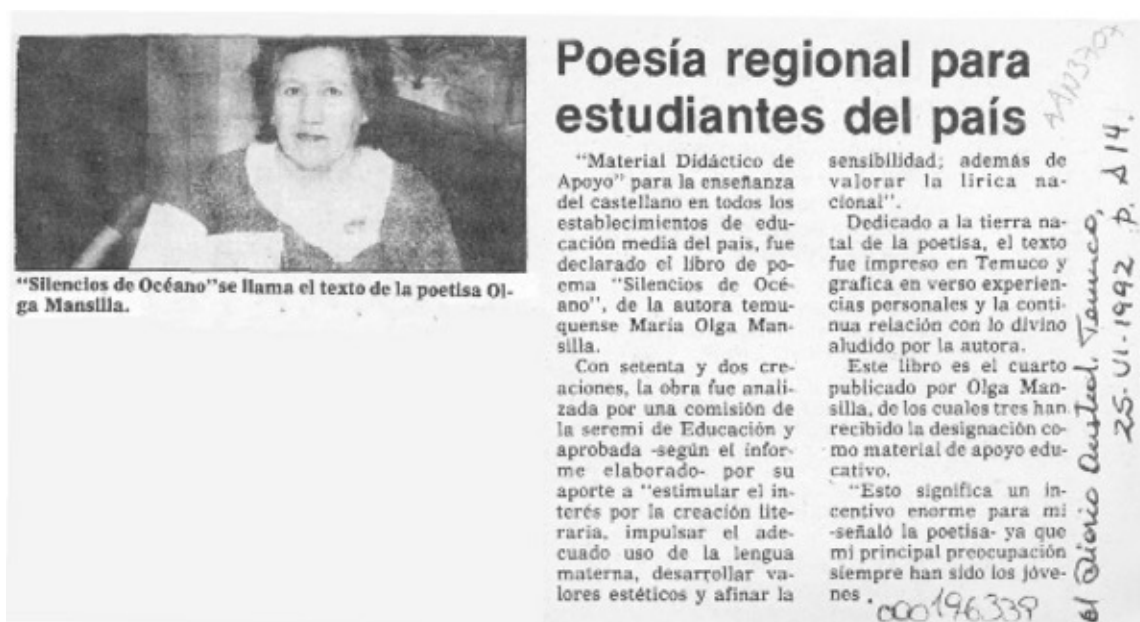 Poesía regional para
estudiantes del país
"Silencios de Océano"se llama el texto de la poetisa Ol-
ga Mansilla.
"Material Didáctico de
Apoyo" para la enseñanza
del castellano en todos los
establecimientos de edu-
cación media del país, fue
declarado el libro de po-
ema "Silencios de Océ-
ano", de la autora temu-
quense María Olga Man-
silla.
Con setenta y dos cre-
aciones, la obra fue anali-
zada por una comisión de
la seremi de Educación y
aprobada -según el infor-
me elaborado- por su
aporte a "estimular el in-
terés por la creación lite-
raria, impulsar el ade-
cuado uso de la lengua
materna, desarrollar va-
lores estéticos y afinar la
sensibilidad; además de
valorar la lírica na-
cional".
Dedicado a la tierra na-
tal de la poetisa, el texto
fue impreso en Temuco y
grafica en verso experien-
cias personales y la conti-
nua relación con lo divino
aludido por la autora.
Este libro es el cuarto
publicado por Olga Man-
silla, de los cuales tres han
recibido la designación co-
mo material de apoyo edu-
cativo.
"Esto significa un in-
centivo enorme para mi
-señaló la poetisa- ya que
mi principal preocupación
siempre han sido los jóve-
nes .
000196339
El Diario Austral, Temuco,
25-VI-1992 p. A 14.